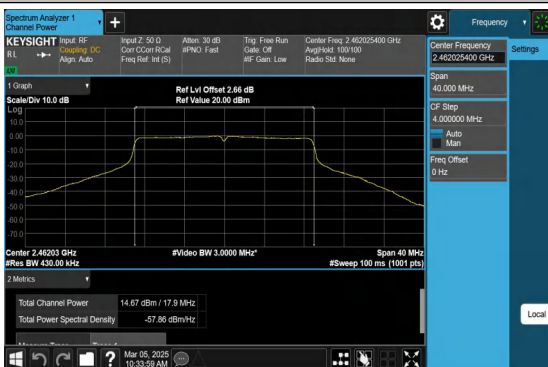 Spectrum Analyzer 1
Channel Power
Frequency
KEYSIGHT
RL
Input: RF
Coupling: DC
Align: Auto
Input Z: 50 Ω
Corr CCorr RCal
Freq Ref: Int (S)
Atten: 30 dB
#PNO: Fast
Trig: Free Run
Gate: Off
#IF Gain: Low
Center Freq: 2.462025400 GHz
Avg|Hold: 100/100
Radio Std: None
Center Frequency
2.462025400 GHz
Settings
Span
40.000 MHz
CF Step
4.000000 MHz
Auto
Man
Freq Offset
0 Hz
Local
1 Graph
Scale/Div 10.0 dB
Ref Lvl Offset 2.66 dB
Ref Value 20.00 dBm
Log
10.0
0.00
-10.0
-20.0
-30.0
-40.0
-50.0
-60.0
-70.0
Center 2.46203 GHz
#Res BW 430.00 kHz
#Video BW 3.0000 MHz*
Span 40 MHz
#Sweep 100 ms (1001 pts)
2 Metrics
Total Channel Power 14.67 dBm / 17.9 MHz
Total Power Spectral Density -57.86 dBm/Hz
?
Mar 05, 2025
10:33:59 AM